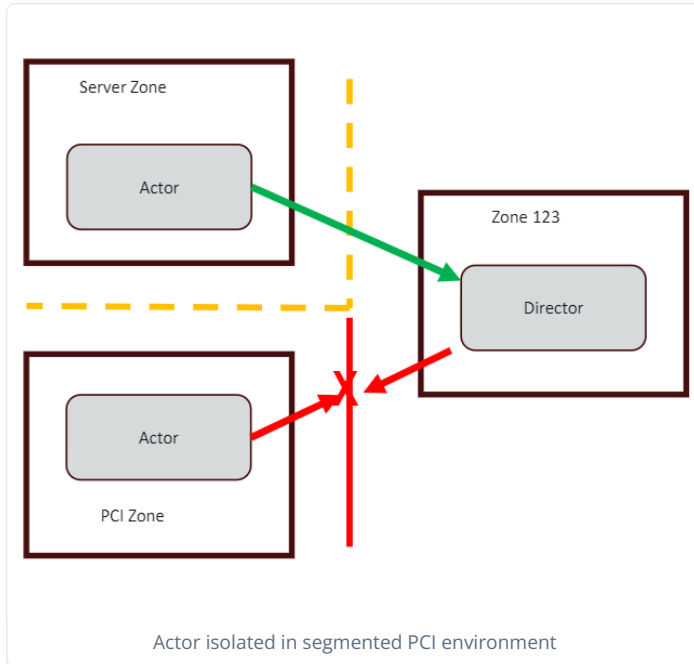 Server Zone
Actor
Zone 123
Director
Actor
PCI Zone
Actor isolated in segmented PCI environment